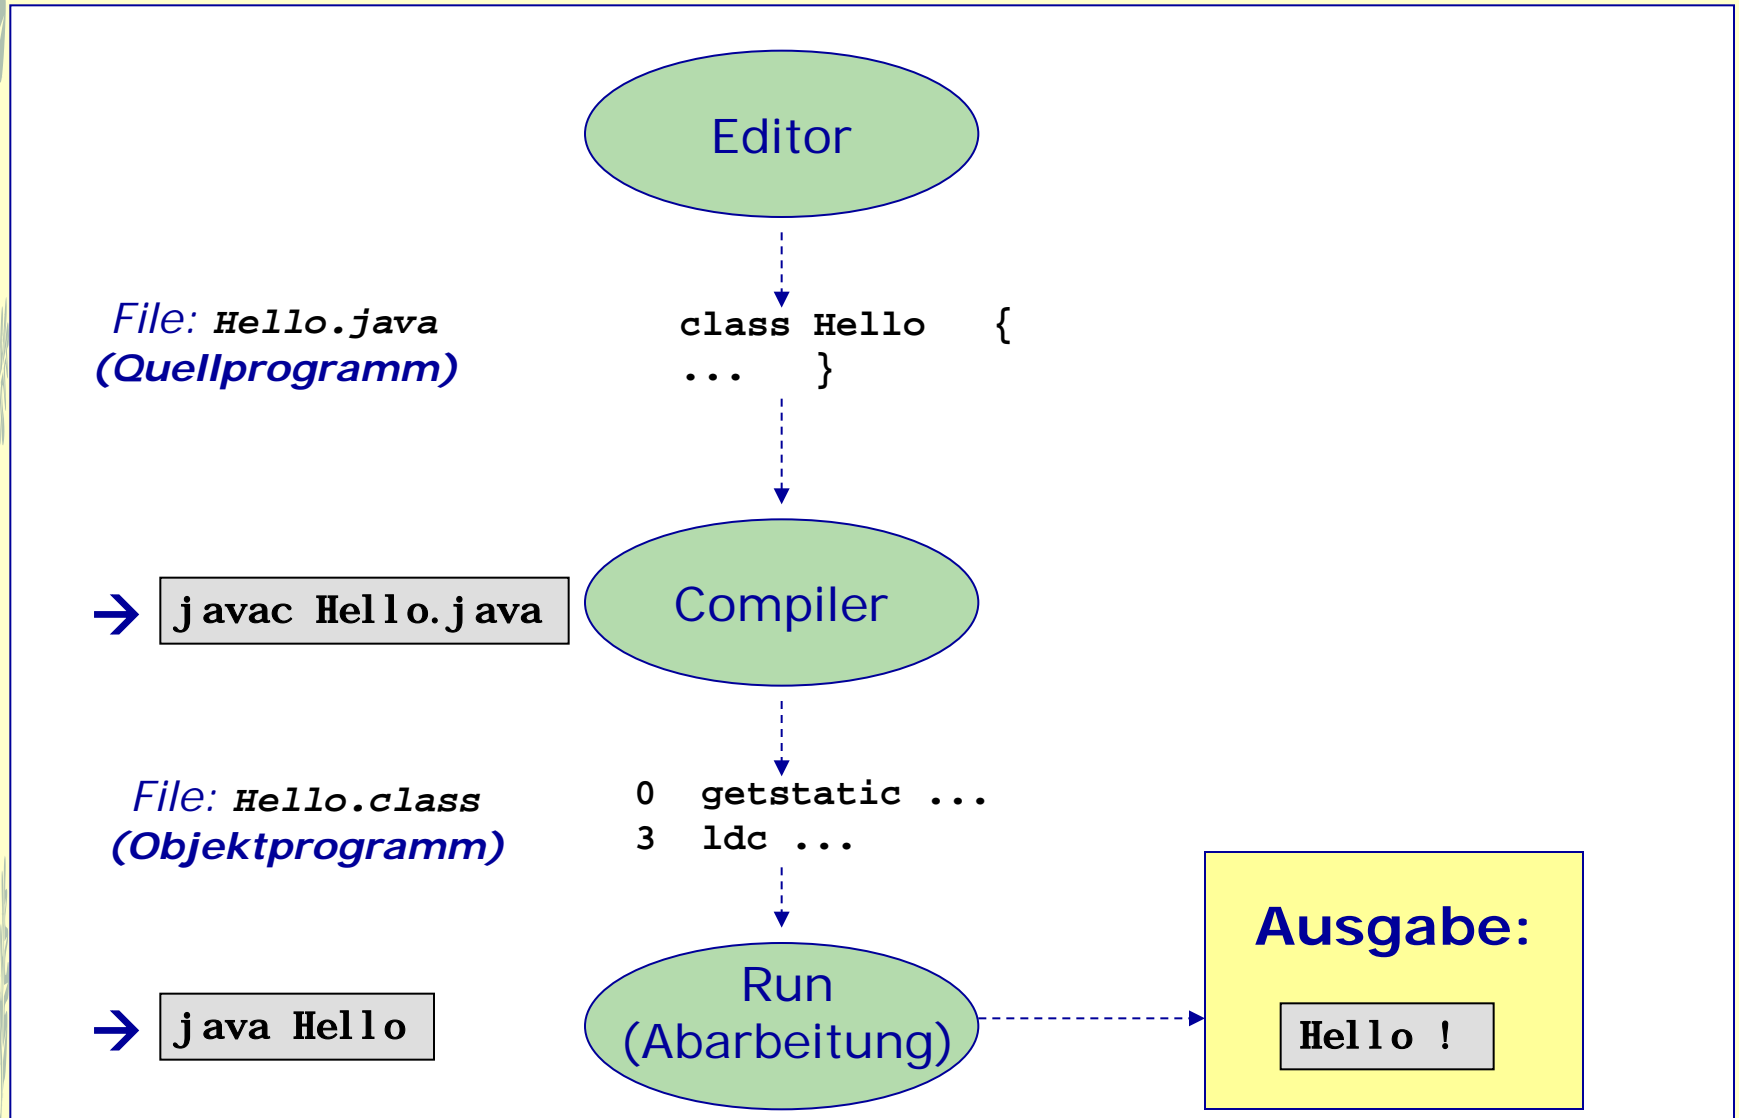 Editor
File: Hello.java
(Quellprogramm)
class Hello {
... }
→ javac Hello.java
Compiler
File: Hello.class
(Objektprogramm)
0 getstatic ...
3 ldc ...
→ java Hello
Run
(Abarbeitung)
Ausgabe:
Hello !